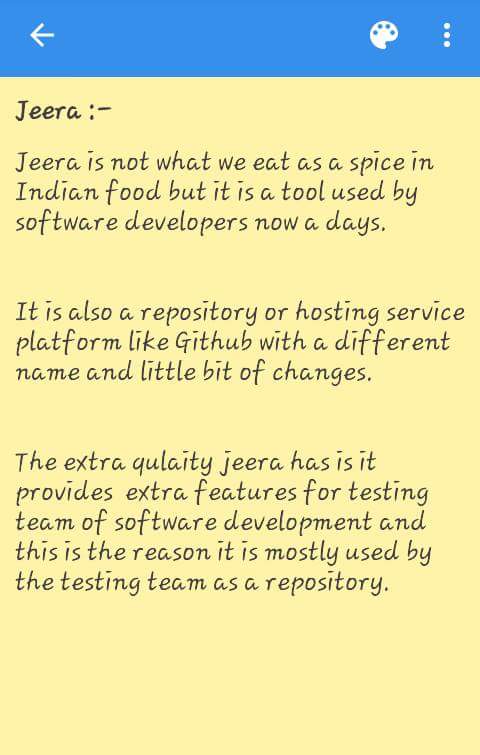 Jeera :-
Jeera is not what we eat as a spice in
Indian food but it is a tool used by
software developers now a days.
It is also a repository or hosting service
platform like Github with a different
name and little bit of changes.
The extra qulaity jeera has is it
provides  extra features for testing
team of software development and
this is the reason it is mostly used by
the testing team as a repository.